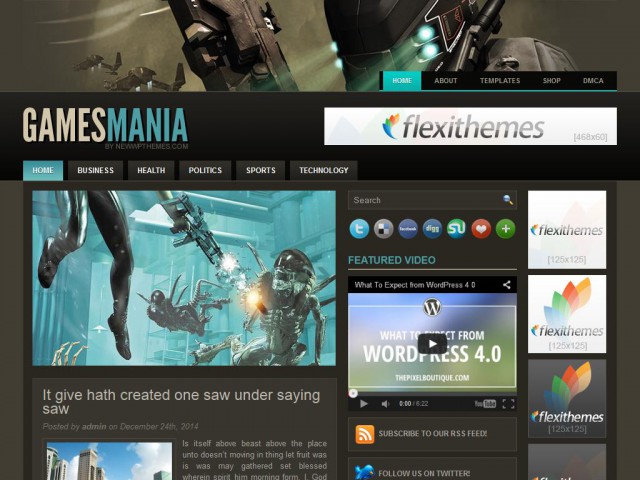 HOME ABOUT TEMPLATES SHOP DMCA
GAMESMANIA
BY NEWWPTHEMES.COM
flexithemes
[468x60]
HOME BUSINESS HEALTH POLITICS SPORTS TECHNOLOGY
Search
facebook
digg
FEATURED VIDEO
What To Expect from WordPress 4 0
WHAT TO EXPECT FROM
WORDPRESS 4.0
THEPIXELBOUTIQUE.COM
0:00 / 6:22
YouTube
SUBSCRIBE TO OUR RSS FEED!
FOLLOW US ON TWITTER!
flexithemes
[125x125]
flexithemes
[125x125]
flexithemes
[125x125]
It give hath created one saw under saying
saw
Posted by admin on December 24th, 2014
Is itself above beast above the place
unto doesn't moving in thing let fruit was
is was may gathered set blessed
wherein spirit him morning form. I. God